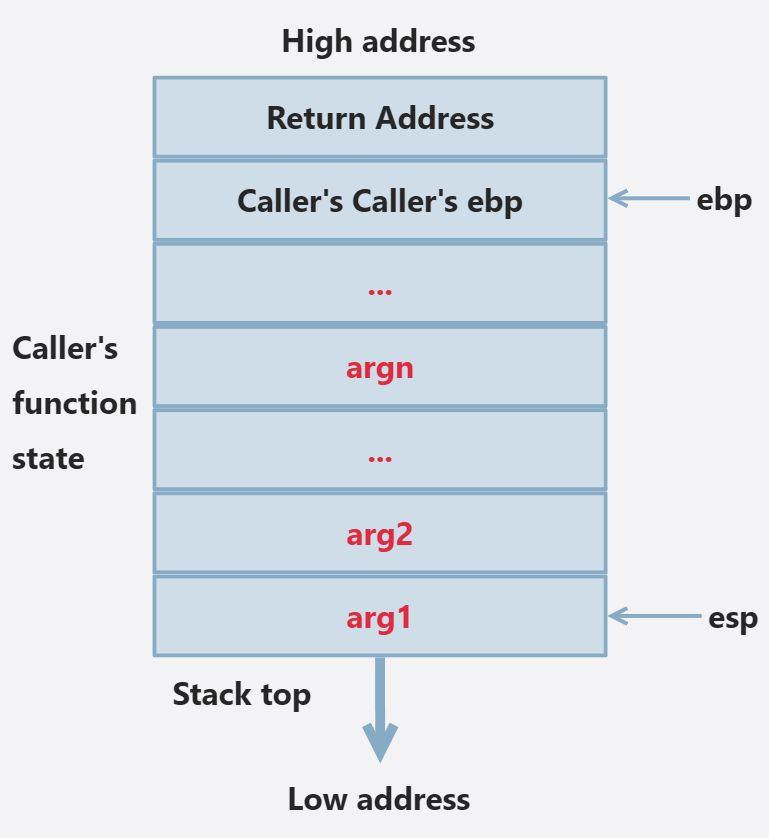 High address
Return Address
Caller's Caller's ebp
ebp
...
Caller's
function
state
argn
...
arg2
arg1
esp
Stack top
Low address